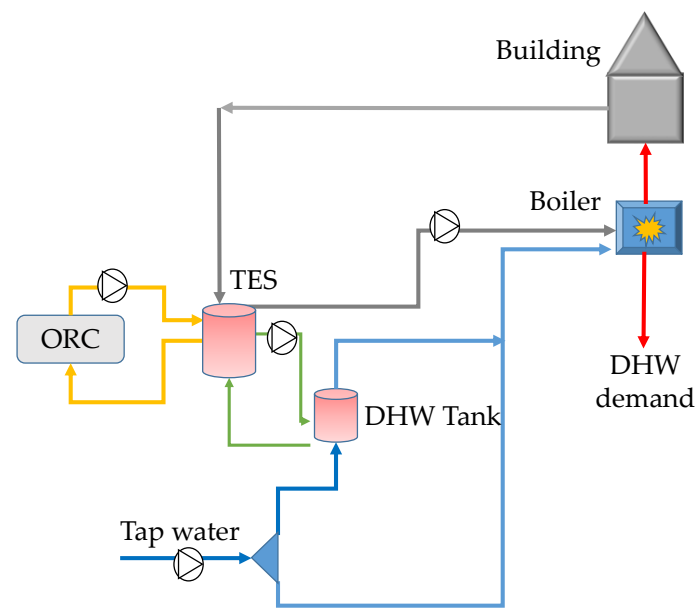 Building
Boiler
TES
ORC
DHW
demand
DHW Tank
Tap water